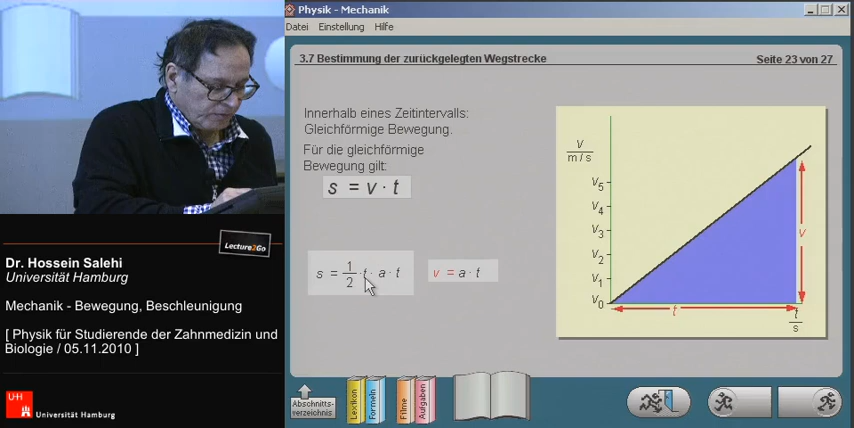 Physik - Mechanik
Datei Einstellung Hilfe
3.7 Bestimmung der zurückgelegten Wegstrecke
Seite 23 von 27
Innerhalb eines Zeitintervalls:
Gleichförmige Bewegung.
Für die gleichförmige
Bewegung gilt:
s = v · t
s = 1/2 · t · a · t
v = a · t
V
m / s
V5
V4
V3
V2
V1
V0
v
t
t
s
Lecture2Go
Dr. Hossein Salehi
Universität Hamburg
Mechanik - Bewegung, Beschleunigung
[ Physik für Studierende der Zahnmedizin und
Biologie / 05.11.2010 ]
UH
Universität Hamburg
Abschnitts-
verzeichnis
Lexikon
Formeln
Filme
Aufgaben